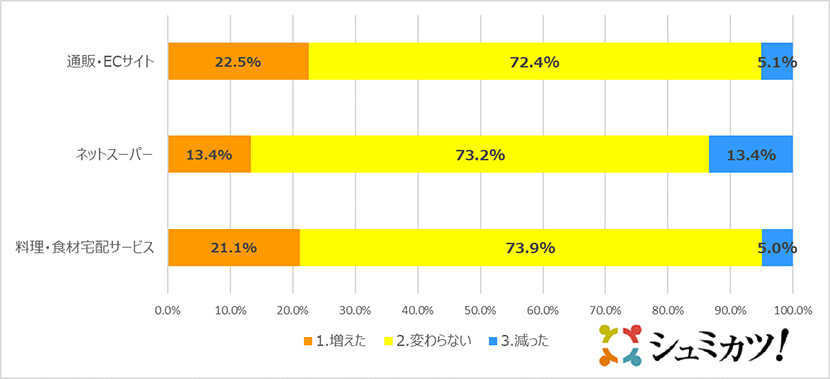 通販・ECサイト
22.5%
72.4%
5.1%
ネットスーパー
13.4%
73.2%
13.4%
料理・食材宅配サービス
21.1%
73.9%
5.0%
0.0% 10.0% 20.0% 30.0% 40.0% 50.0% 60.0% 70.0% 80.0% 90.0% 100.0%
1.増えた 2.変わらない 3.減った
シュミカツ!